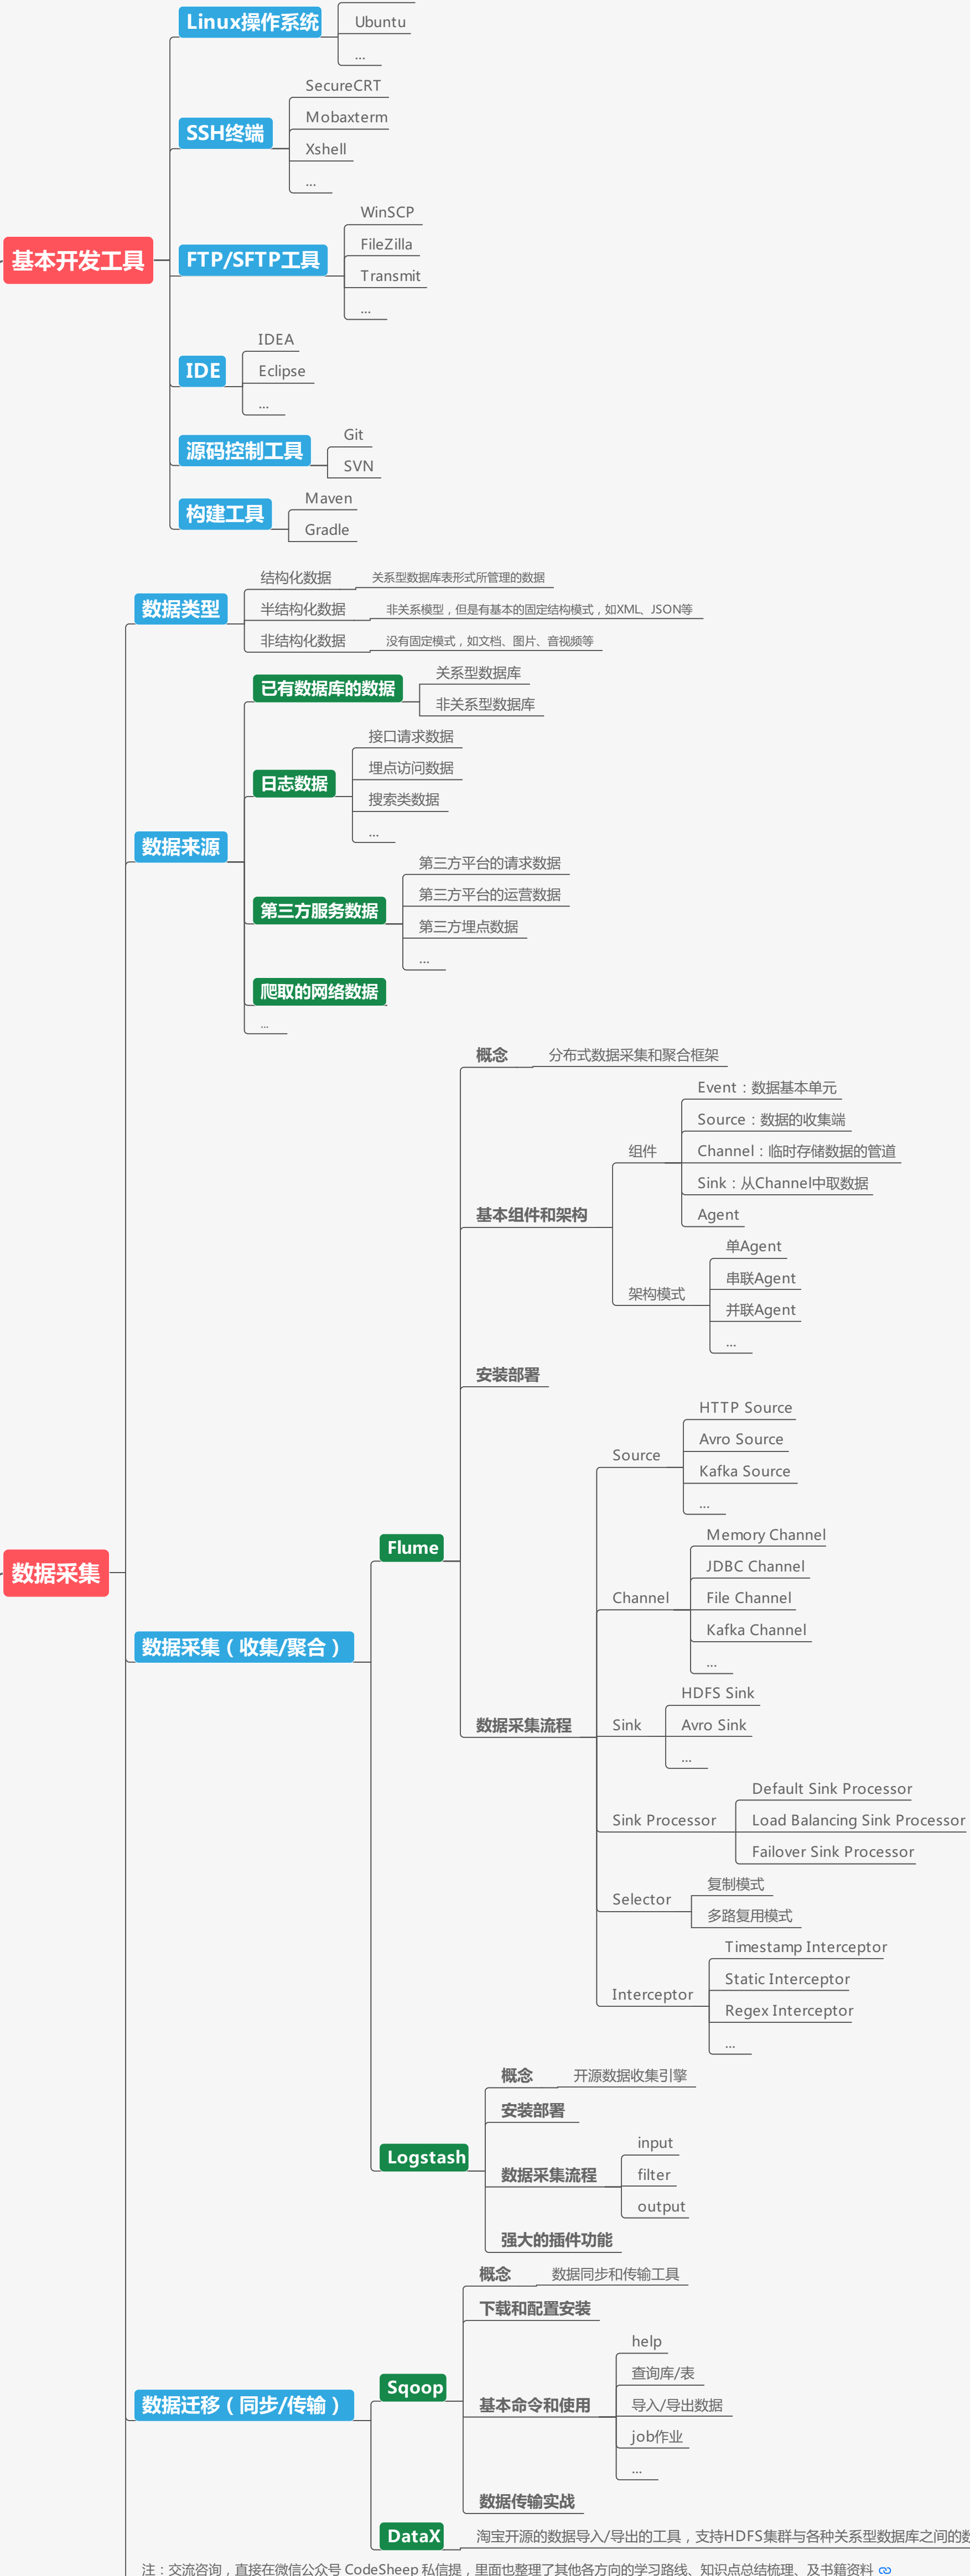 Linux操作系统
Ubuntu
...
SecureCRT
Mobaxterm
SSH终端
Xshell
...
WinSCP
FileZilla
基本开发工具
FTP/SFTP工具
Transmit
...
IDEA
IDE
Eclipse
...
Git
源码控制工具
SVN
Maven
构建工具
Gradle
结构化数据
关系型数据库表形式所管理的数据
数据类型
半结构化数据
非关系模型，但是有基本的固定结构模式，如XML、JSON等
非结构化数据
没有固定模式，如文档、图片、音视频等
关系型数据库
已有数据库的数据
非关系型数据库
接口请求数据
埋点访问数据
日志数据
搜索类数据
...
数据来源
第三方平台的请求数据
第三方平台的运营数据
第三方服务数据
第三方埋点数据
...
爬取的网络数据
...
概念
分布式数据采集和聚合框架
Event：数据基本单元
Source：数据的收集端
组件
Channel：临时存储数据的管道
Sink：从Channel中取数据
基本组件和架构
Agent
单Agent
串联Agent
架构模式
并联Agent
...
安装部署
HTTP Source
Avro Source
Source
Kafka Source
...
Memory Channel
Flume
JDBC Channel
数据采集
Channel
File Channel
Kafka Channel
数据采集（收集/聚合）
...
HDFS Sink
数据采集流程
Sink
Avro Sink
...
Default Sink Processor
Sink Processor
Load Balancing Sink Processor
Failover Sink Processor
复制模式
Selector
多路复用模式
Timestamp Interceptor
Static Interceptor
Interceptor
Regex Interceptor
...
概念
开源数据收集引擎
安装部署
input
Logstash
数据采集流程
filter
output
强大的插件功能
概念
数据同步和传输工具
下载和配置安装
help
查询库/表
Sqoop
数据迁移（同步/传输）
基本命令和使用
导入/导出数据
job作业
...
数据传输实战
DataX
淘宝开源的数据导入/导出的工具，支持HDFS集群与各种关系型数据库之间的数
注：交流咨询，直接在微信公众号 CodeSheep 私信提，里面也整理了其他各方向的学习路线、知识点总结梳理、及书籍资料